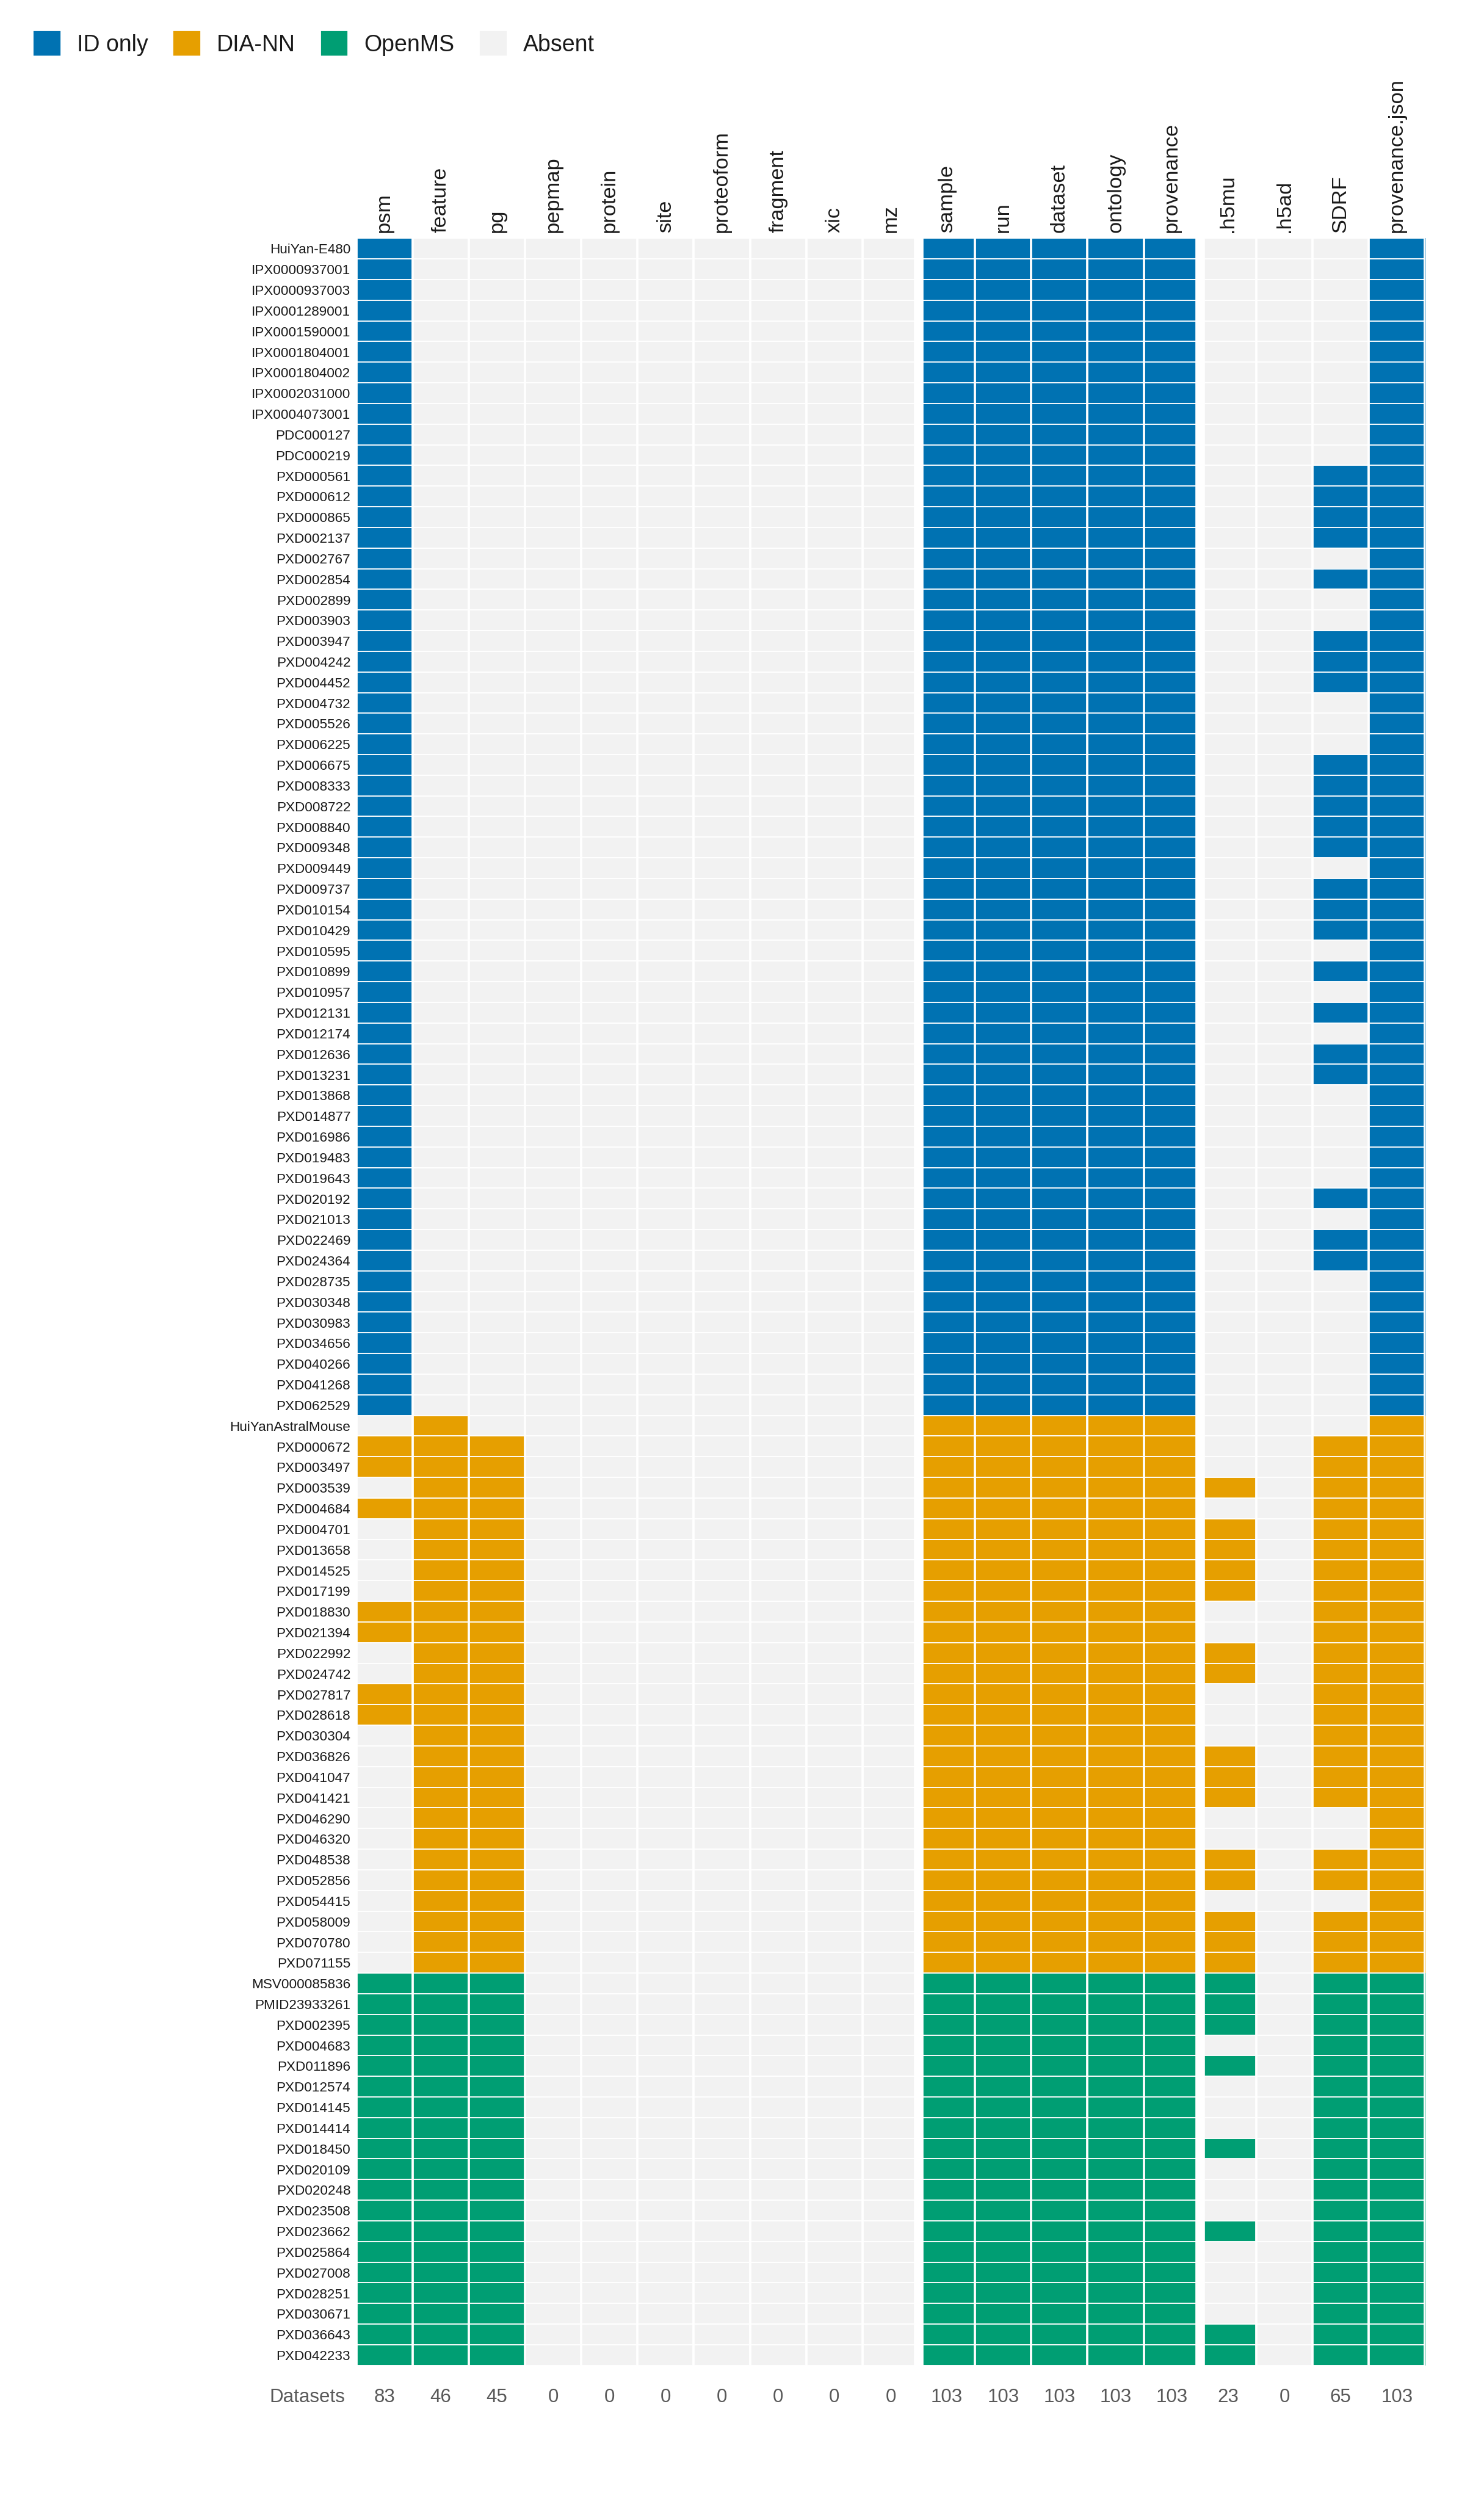 ID only DIA-NN OpenMS Absent
psm feature pg pepmap protein site proteoform fragment xic mz sample run dataset ontology provenance .h5mu .h5ad SDRF provenance.json
HuiYan-E480
IPX0000937001
IPX0000937003
IPX0001289001
IPX0001590001
IPX0001804001
IPX0001804002
IPX0002031000
IPX0004073001
PDC000127
PDC000219
PXD000561
PXD000612
PXD000865
PXD002137
PXD002767
PXD002854
PXD002899
PXD003903
PXD003947
PXD004242
PXD004452
PXD004732
PXD005526
PXD006225
PXD006675
PXD008333
PXD008722
PXD008840
PXD009348
PXD009449
PXD009737
PXD010154
PXD010429
PXD010595
PXD010899
PXD010957
PXD012131
PXD012174
PXD012636
PXD013231
PXD013868
PXD014877
PXD016986
PXD019483
PXD019643
PXD020192
PXD021013
PXD022469
PXD024364
PXD028735
PXD030348
PXD030983
PXD034656
PXD040266
PXD041268
PXD062529
HuiYanAstralMouse
PXD000672
PXD003497
PXD003539
PXD004684
PXD004701
PXD013658
PXD014525
PXD017199
PXD018830
PXD021394
PXD022992
PXD024742
PXD027817
PXD028618
PXD030304
PXD036826
PXD041047
PXD041421
PXD046290
PXD046320
PXD048538
PXD052856
PXD054415
PXD058009
PXD070780
PXD071155
MSV000085836
PMID23933261
PXD002395
PXD004683
PXD011896
PXD012574
PXD014145
PXD014414
PXD018450
PXD020109
PXD020248
PXD023508
PXD023662
PXD025864
PXD027008
PXD028251
PXD030671
PXD036643
PXD042233
Datasets 83 46 45 0 0 0 0 0 0 0 103 103 103 103 103 23 0 65 103